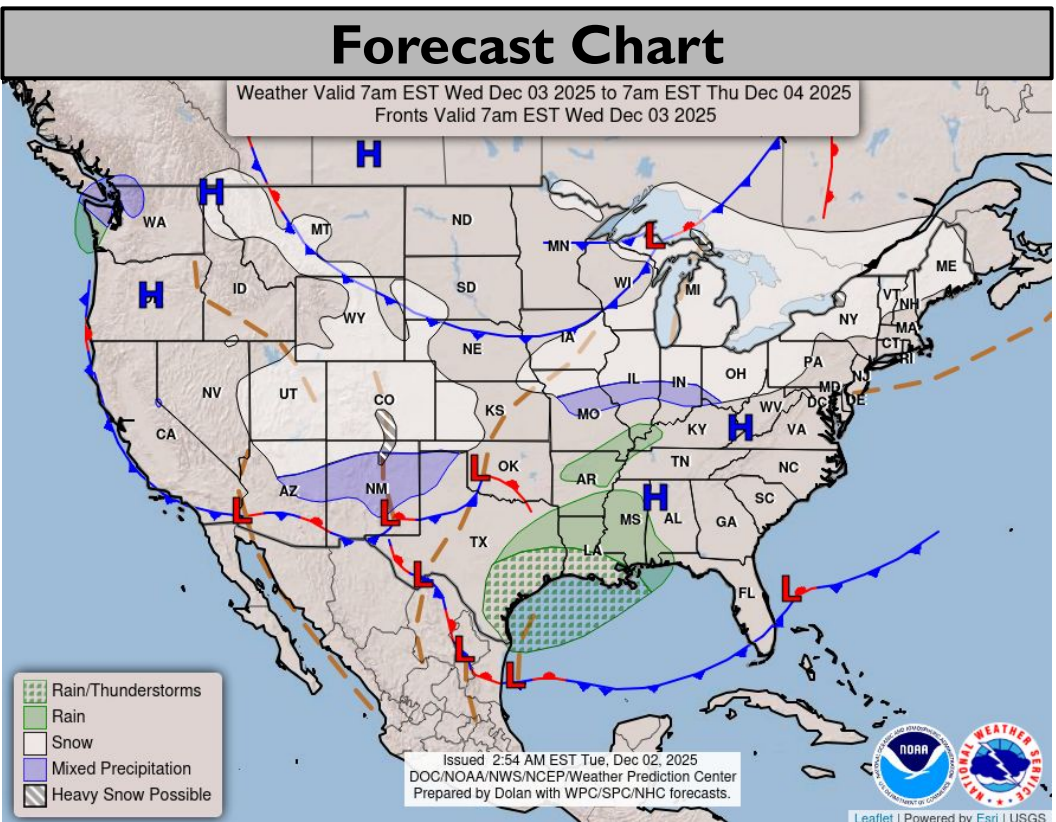 Forecast Chart
Weather Valid 7am EST Wed Dec 03 2025 to 7am EST Thu Dec 04 2025
Fronts Valid 7am EST Wed Dec 03 2025
H
H
WA
MT
ND
MN
L
ME
H
ID
SD
WI
MI
VT
NH
WY
NY
MA
CT
RI
NE
IA
PA
NJ
NV
UT
CO
IL
IN
OH
MD
DE
DC
WV
KS
MO
CA
KY
H
VA
L
OK
TN
NC
AZ
NM
AR
H
SC
L
L
MS
AL
GA
TX
LA
L
FL
L
L
L
Rain/Thunderstorms
Rain
Snow
Mixed Precipitation
Heavy Snow Possible
Issued 2:54 AM EST Tue, Dec 02, 2025
DOC/NOAA/NWS/NCEP/Weather Prediction Center
Prepared by Dolan with WPC/SPC/NHC forecasts.
NOAA
NATIONAL WEATHER SERVICE
Leaflet | Powered by Esri | USGS